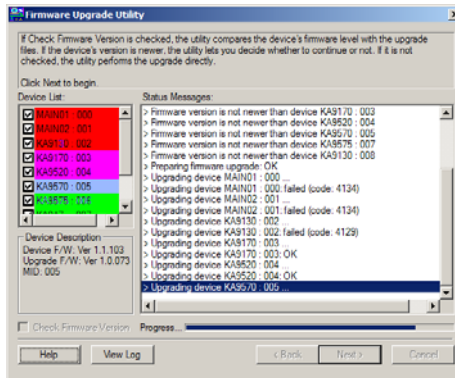 Firmware Upgrade Utility
If Check Firmware Version is checked, the utility compares the device's firmware level with the upgrade
files. If the device's version is newer, the utility lets you decide whether to continue or not. If it is not
checked, the utility performs the upgrade directly.
Click Next to begin.
Device List:
MAIN01 : 000
MAIN02 : 001
KA9130 : 002
KA9170 : 003
KA9520 : 004
KA9570 : 005
KA9575 : 006
Status Messages:
> Firmware version is not newer than device KA9170 : 003
> Firmware version is not newer than device KA9520 : 004
> Firmware version is not newer than device KA9570 : 005
> Firmware version is not newer than device KA9575 : 007
> Firmware version is not newer than device KA9130 : 008
> Preparing firmware upgrade: OK
> Upgrading device MAIN01 : 000 ...
> Upgrading device MAIN01 : 000: failed (code: 4134)
> Upgrading device MAIN02 : 001 ...
> Upgrading device MAIN02 : 001: failed (code: 4134)
> Upgrading device KA9130 : 002 ...
> Upgrading device KA9130 : 002: failed (code: 4129)
> Upgrading device KA9170 : 003 ...
> Upgrading device KA9170 : 003: OK
> Upgrading device KA9520 : 004 ...
> Upgrading device KA9520 : 004: OK
> Upgrading device KA9570 : 005 ...
Device Description
Device F/W: Ver 1.1.103
Upgrade F/W: Ver 1.0.073
MID: 005
Check Firmware Version
Progress...
Help
View Log
< Back
Next >
Cancel